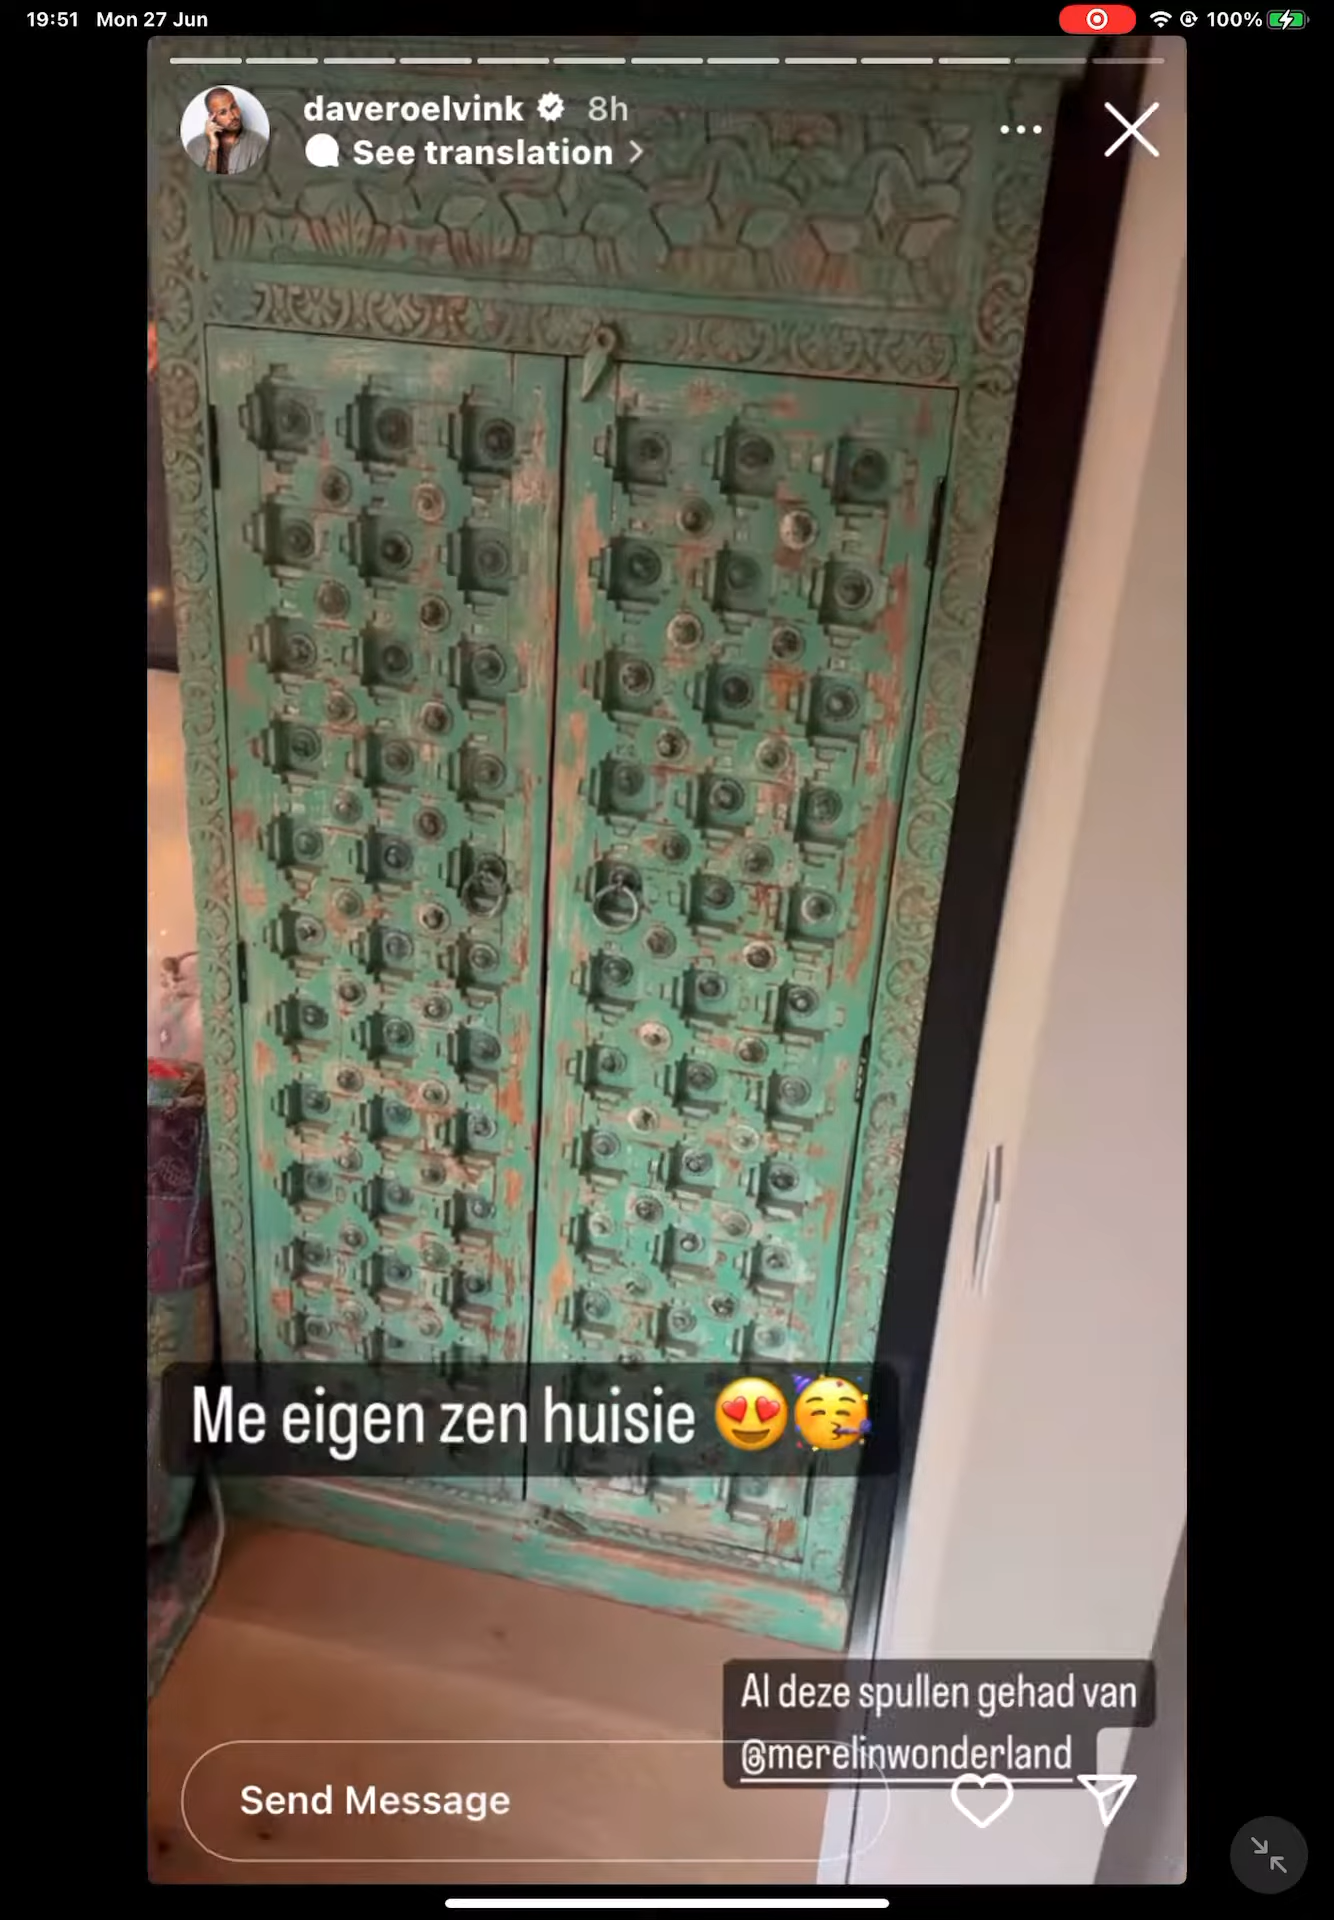 19:51 Mon 27 Jun
100%
daveroelvink 8h
See translation
Me eigen zen huisie 😍🥳
Al deze spullen gehad van
@merelinwonderland
Send Message